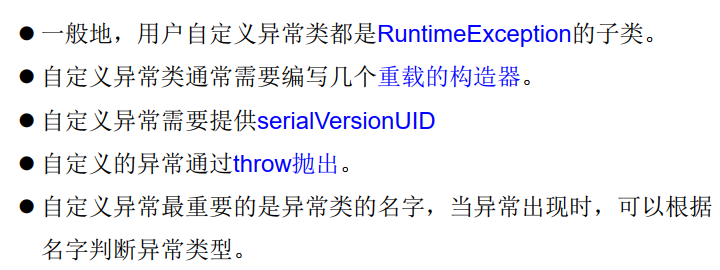 ● 一般地，用户自定义异常类都是RuntimeException的子类。
● 自定义异常类通常需要编写几个重载的构造器。
● 自定义异常需要提供serialVersionUID
● 自定义的异常通过throw抛出。
● 自定义异常最重要的是异常类的名字，当异常出现时，可以根据
名字判断异常类型。